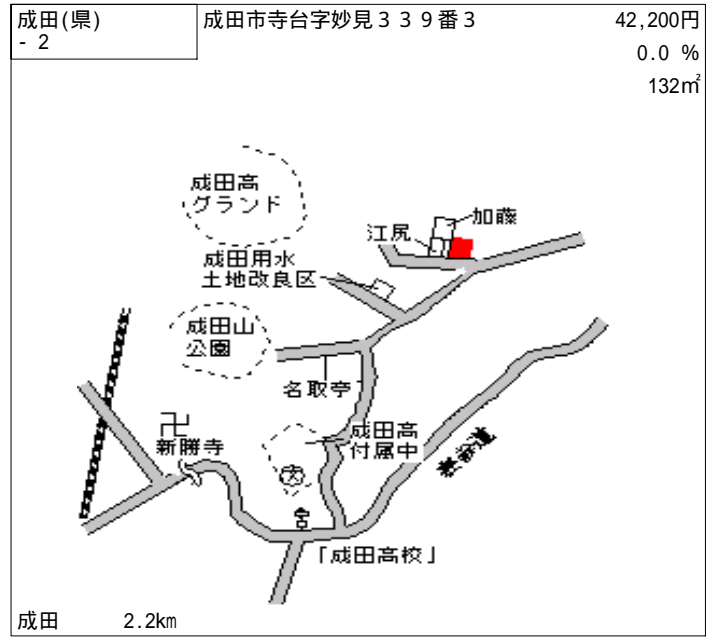 成田(県)
- 2
成田市寺台字妙見３３９番３
42,200円
0.0 %
132㎡
成田高
グランド
加藤
江尻
成田用水
土地改良区
成田山
公園
名取亭
卍
新勝寺
成田高
付属中
文
「成田高校」
成田 2.2km